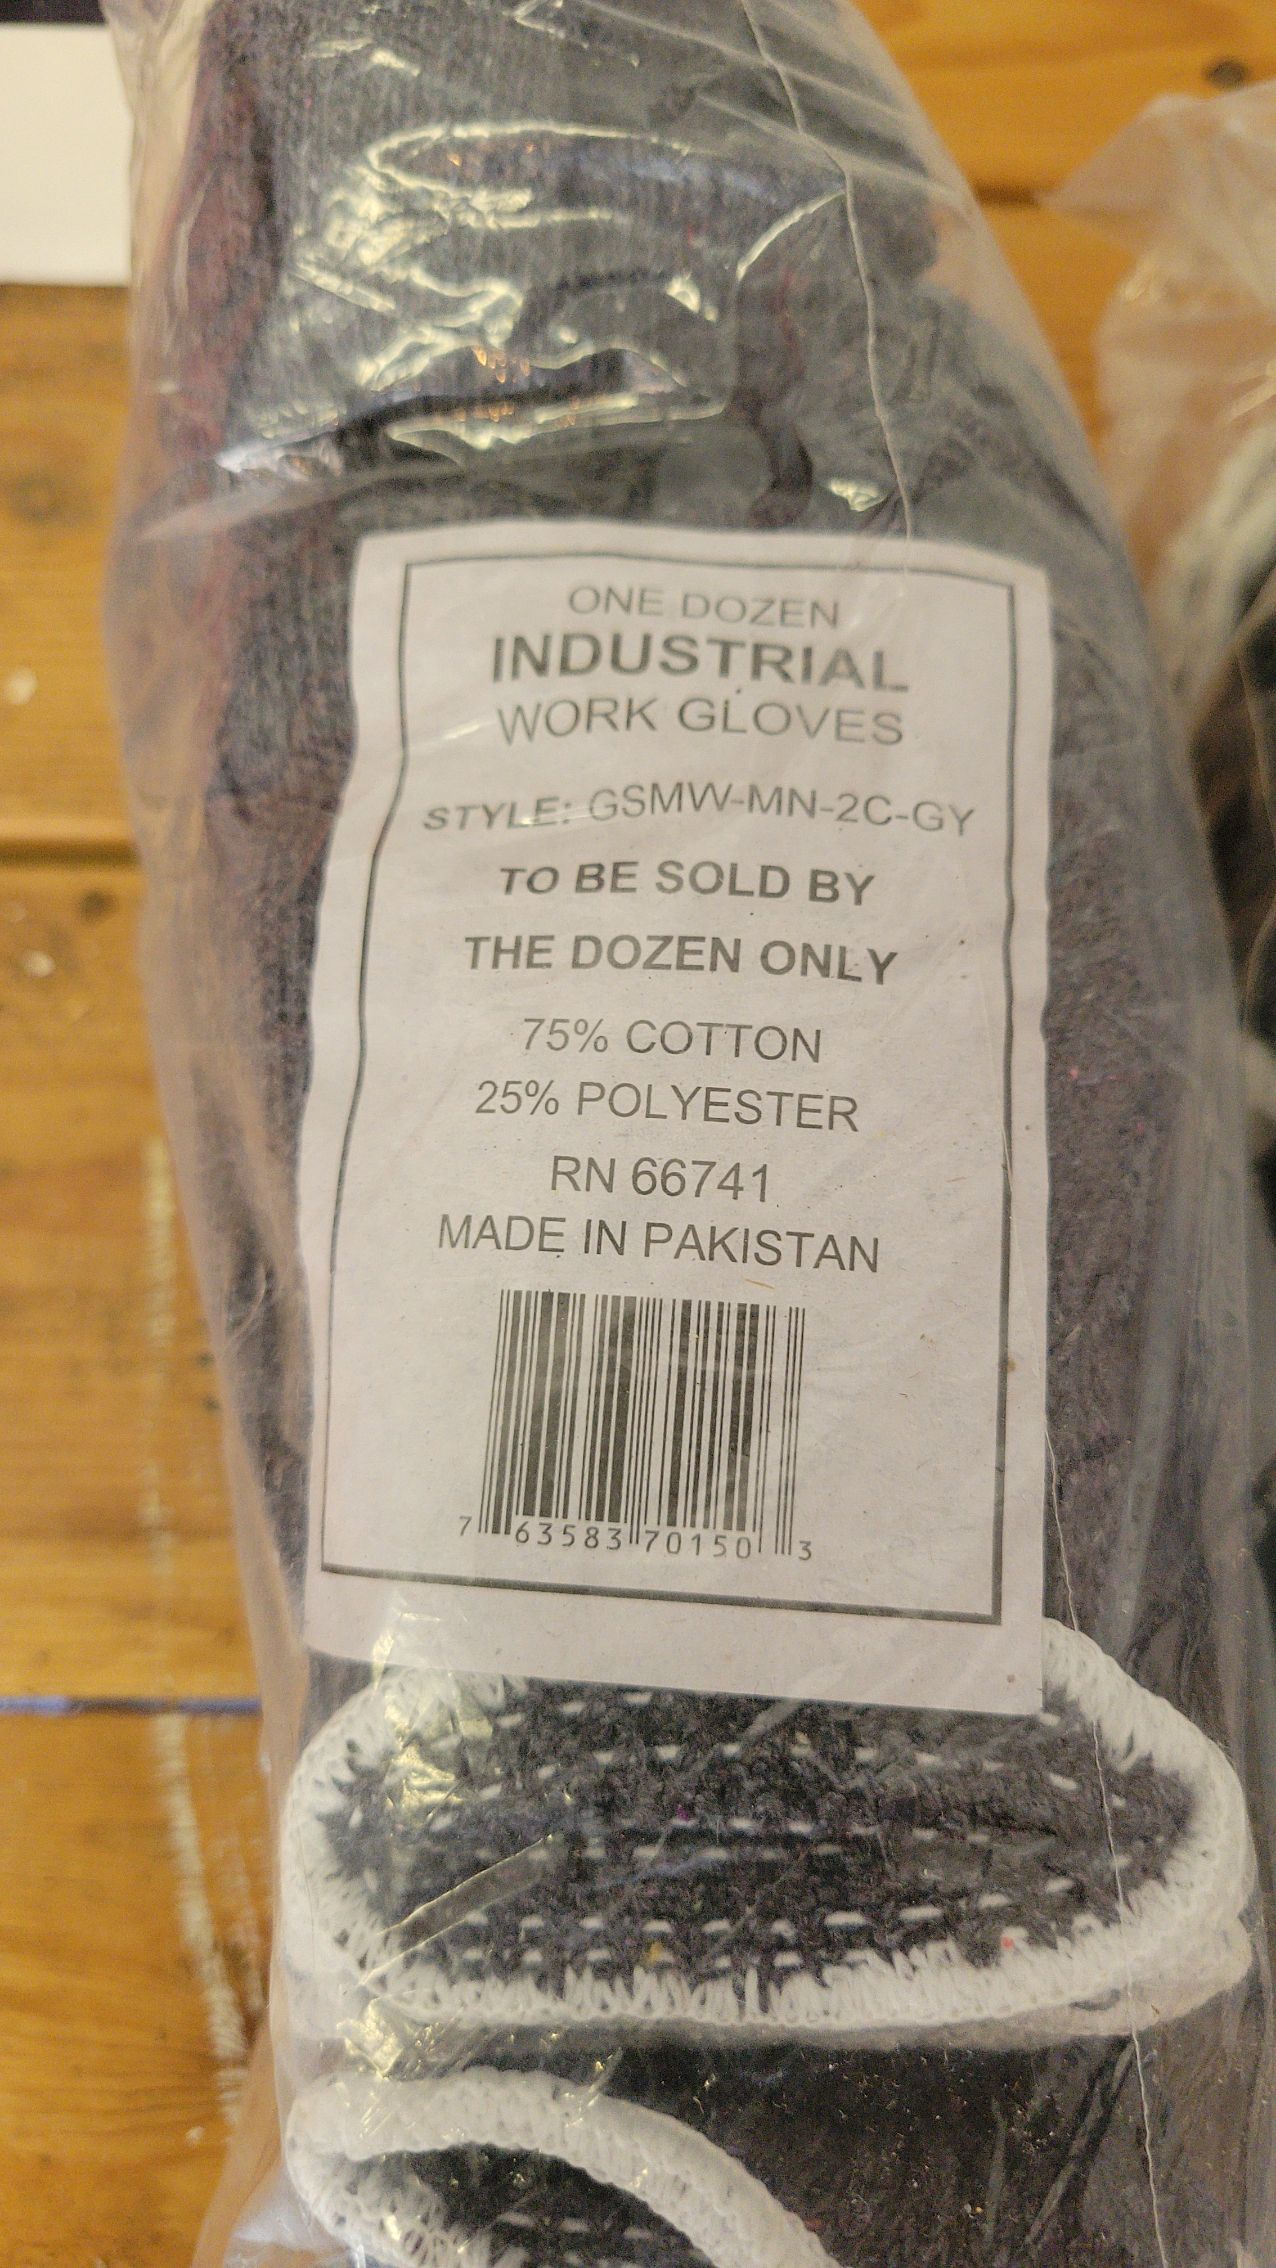 ONE DOZEN
INDUSTRIAL
WORK GLOVES
STYLE: GSMW-MN-2C-GY
TO BE SOLD BY
THE DOZEN ONLY
75% COTTON
25% POLYESTER
RN 66741
MADE IN PAKISTAN
7 63583 70150 3